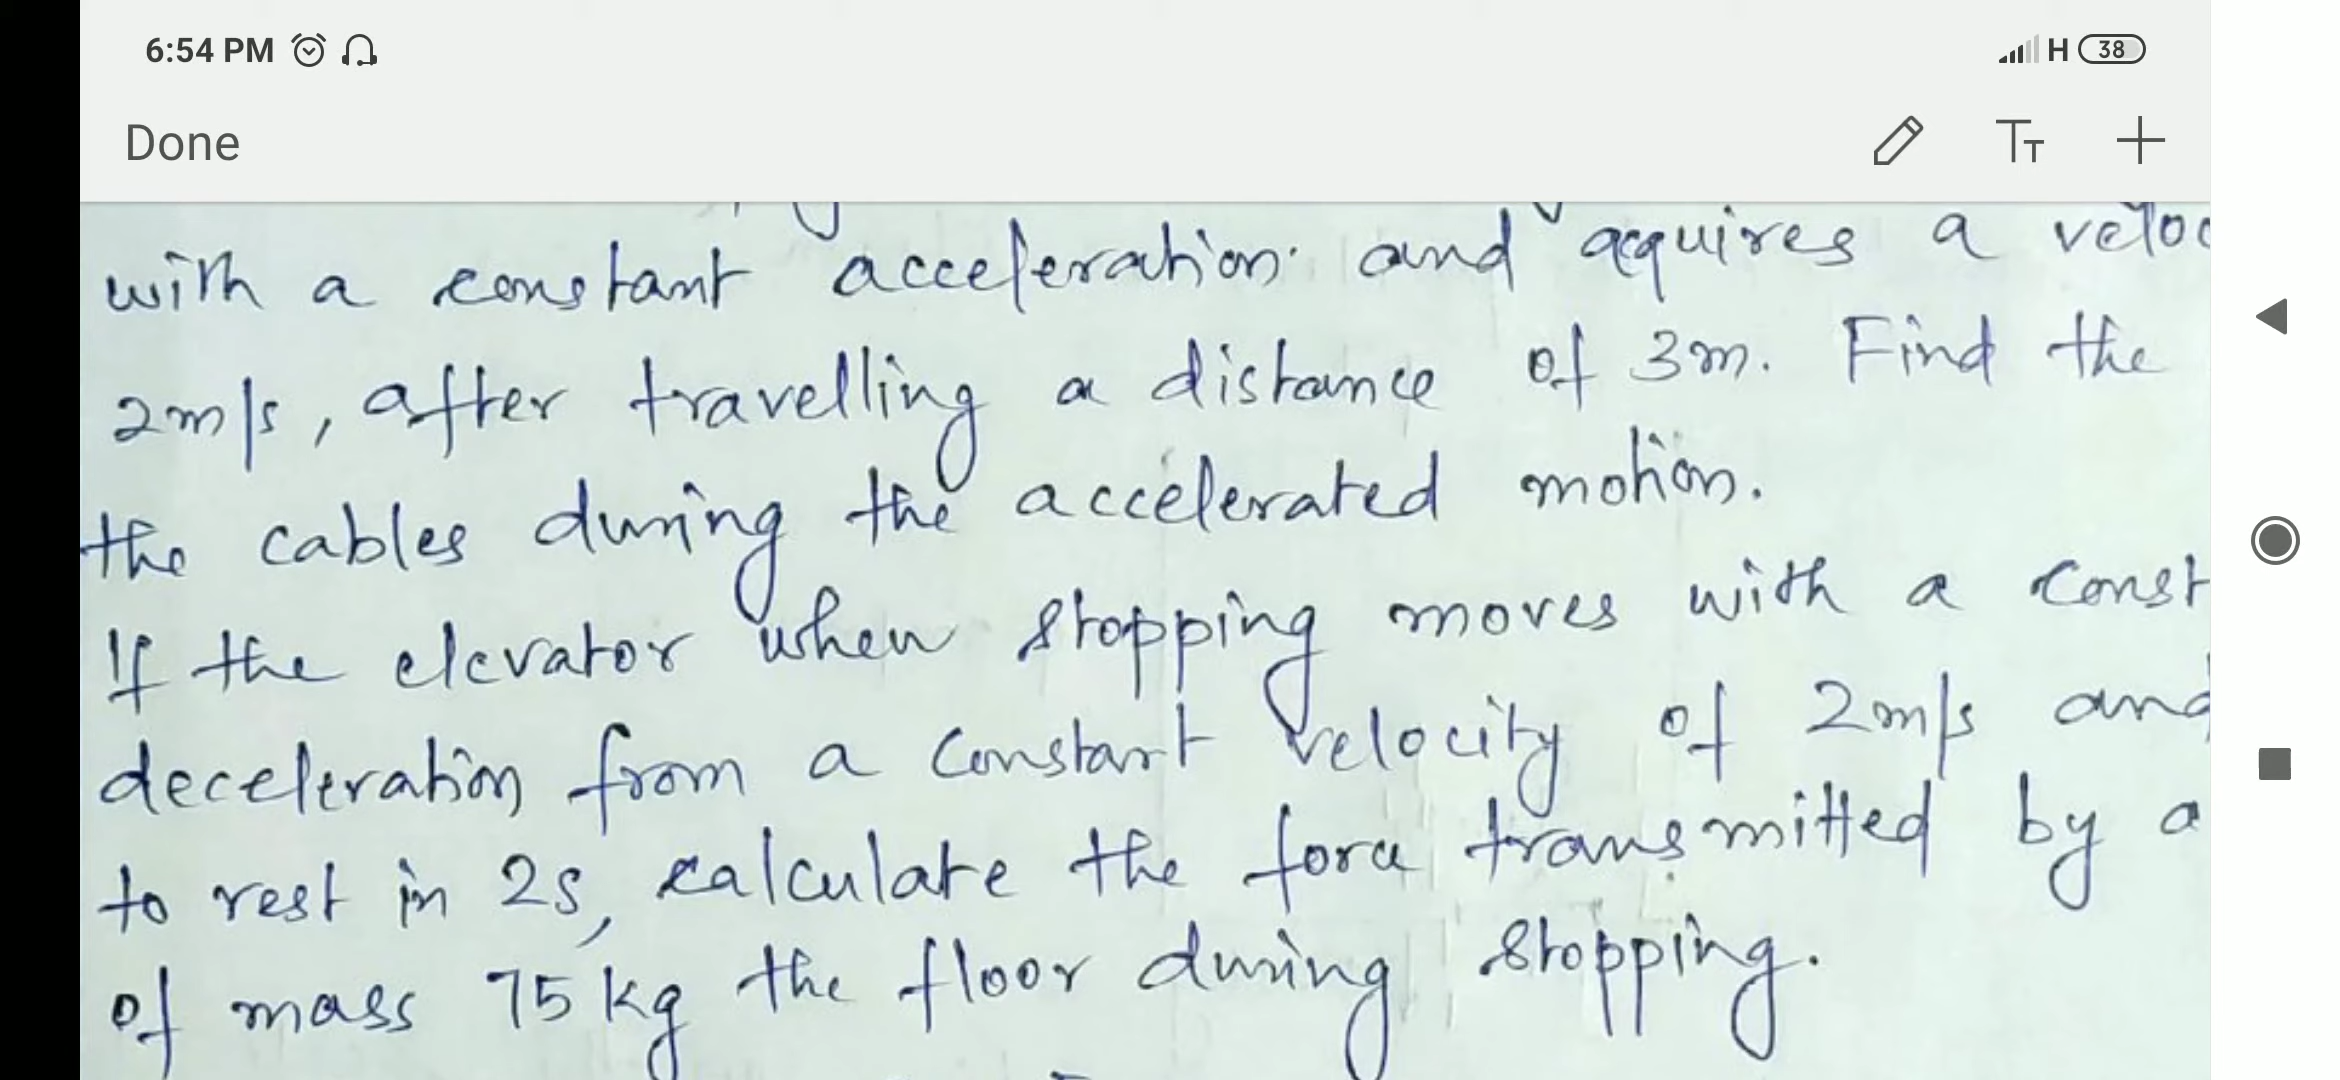 6:54 PM H 38
Done TT
with a constant acceleration and acquires a veloc
2m/s, after travelling a distance of 3m. Find the
the cables during the accelerated motion.
If the elevator when stopping moves with a const
deceleration from a constant velocity of 2m/s and
to rest in 2s, calculate the force transmitted by a
of mass 75kg the floor during stopping.